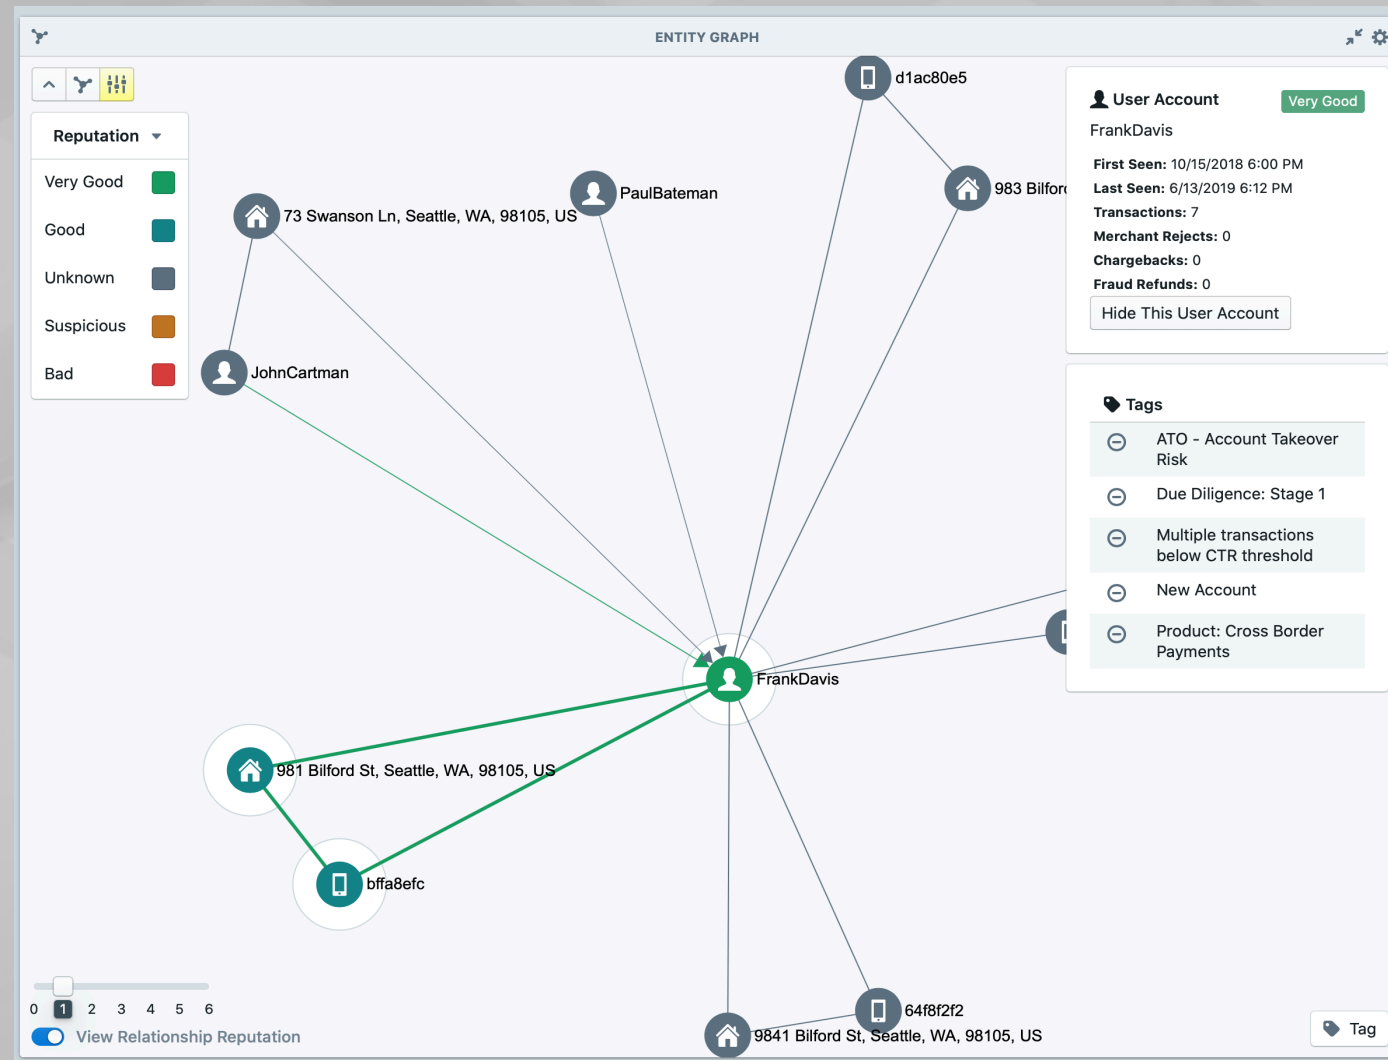 ENTITY GRAPH
Reputation
Very Good
Good
Unknown
Suspicious
Bad
d1ac80e5
983 Bilfor
PaulBateman
73 Swanson Ln, Seattle, WA, 98105, US
JohnCartman
FrankDavis
981 Bilford St, Seattle, WA, 98105, US
bffa8efc
64f8f2f2
9841 Bilford St, Seattle, WA, 98105, US
0 1 2 3 4 5 6
View Relationship Reputation
User Account
Very Good
FrankDavis
First Seen: 10/15/2018 6:00 PM
Last Seen: 6/13/2019 6:12 PM
Transactions: 7
Merchant Rejects: 0
Chargebacks: 0
Fraud Refunds: 0
Hide This User Account
Tags
ATO - Account Takeover
Risk
Due Diligence: Stage 1
Multiple transactions
below CTR threshold
New Account
Product: Cross Border
Payments
Tag